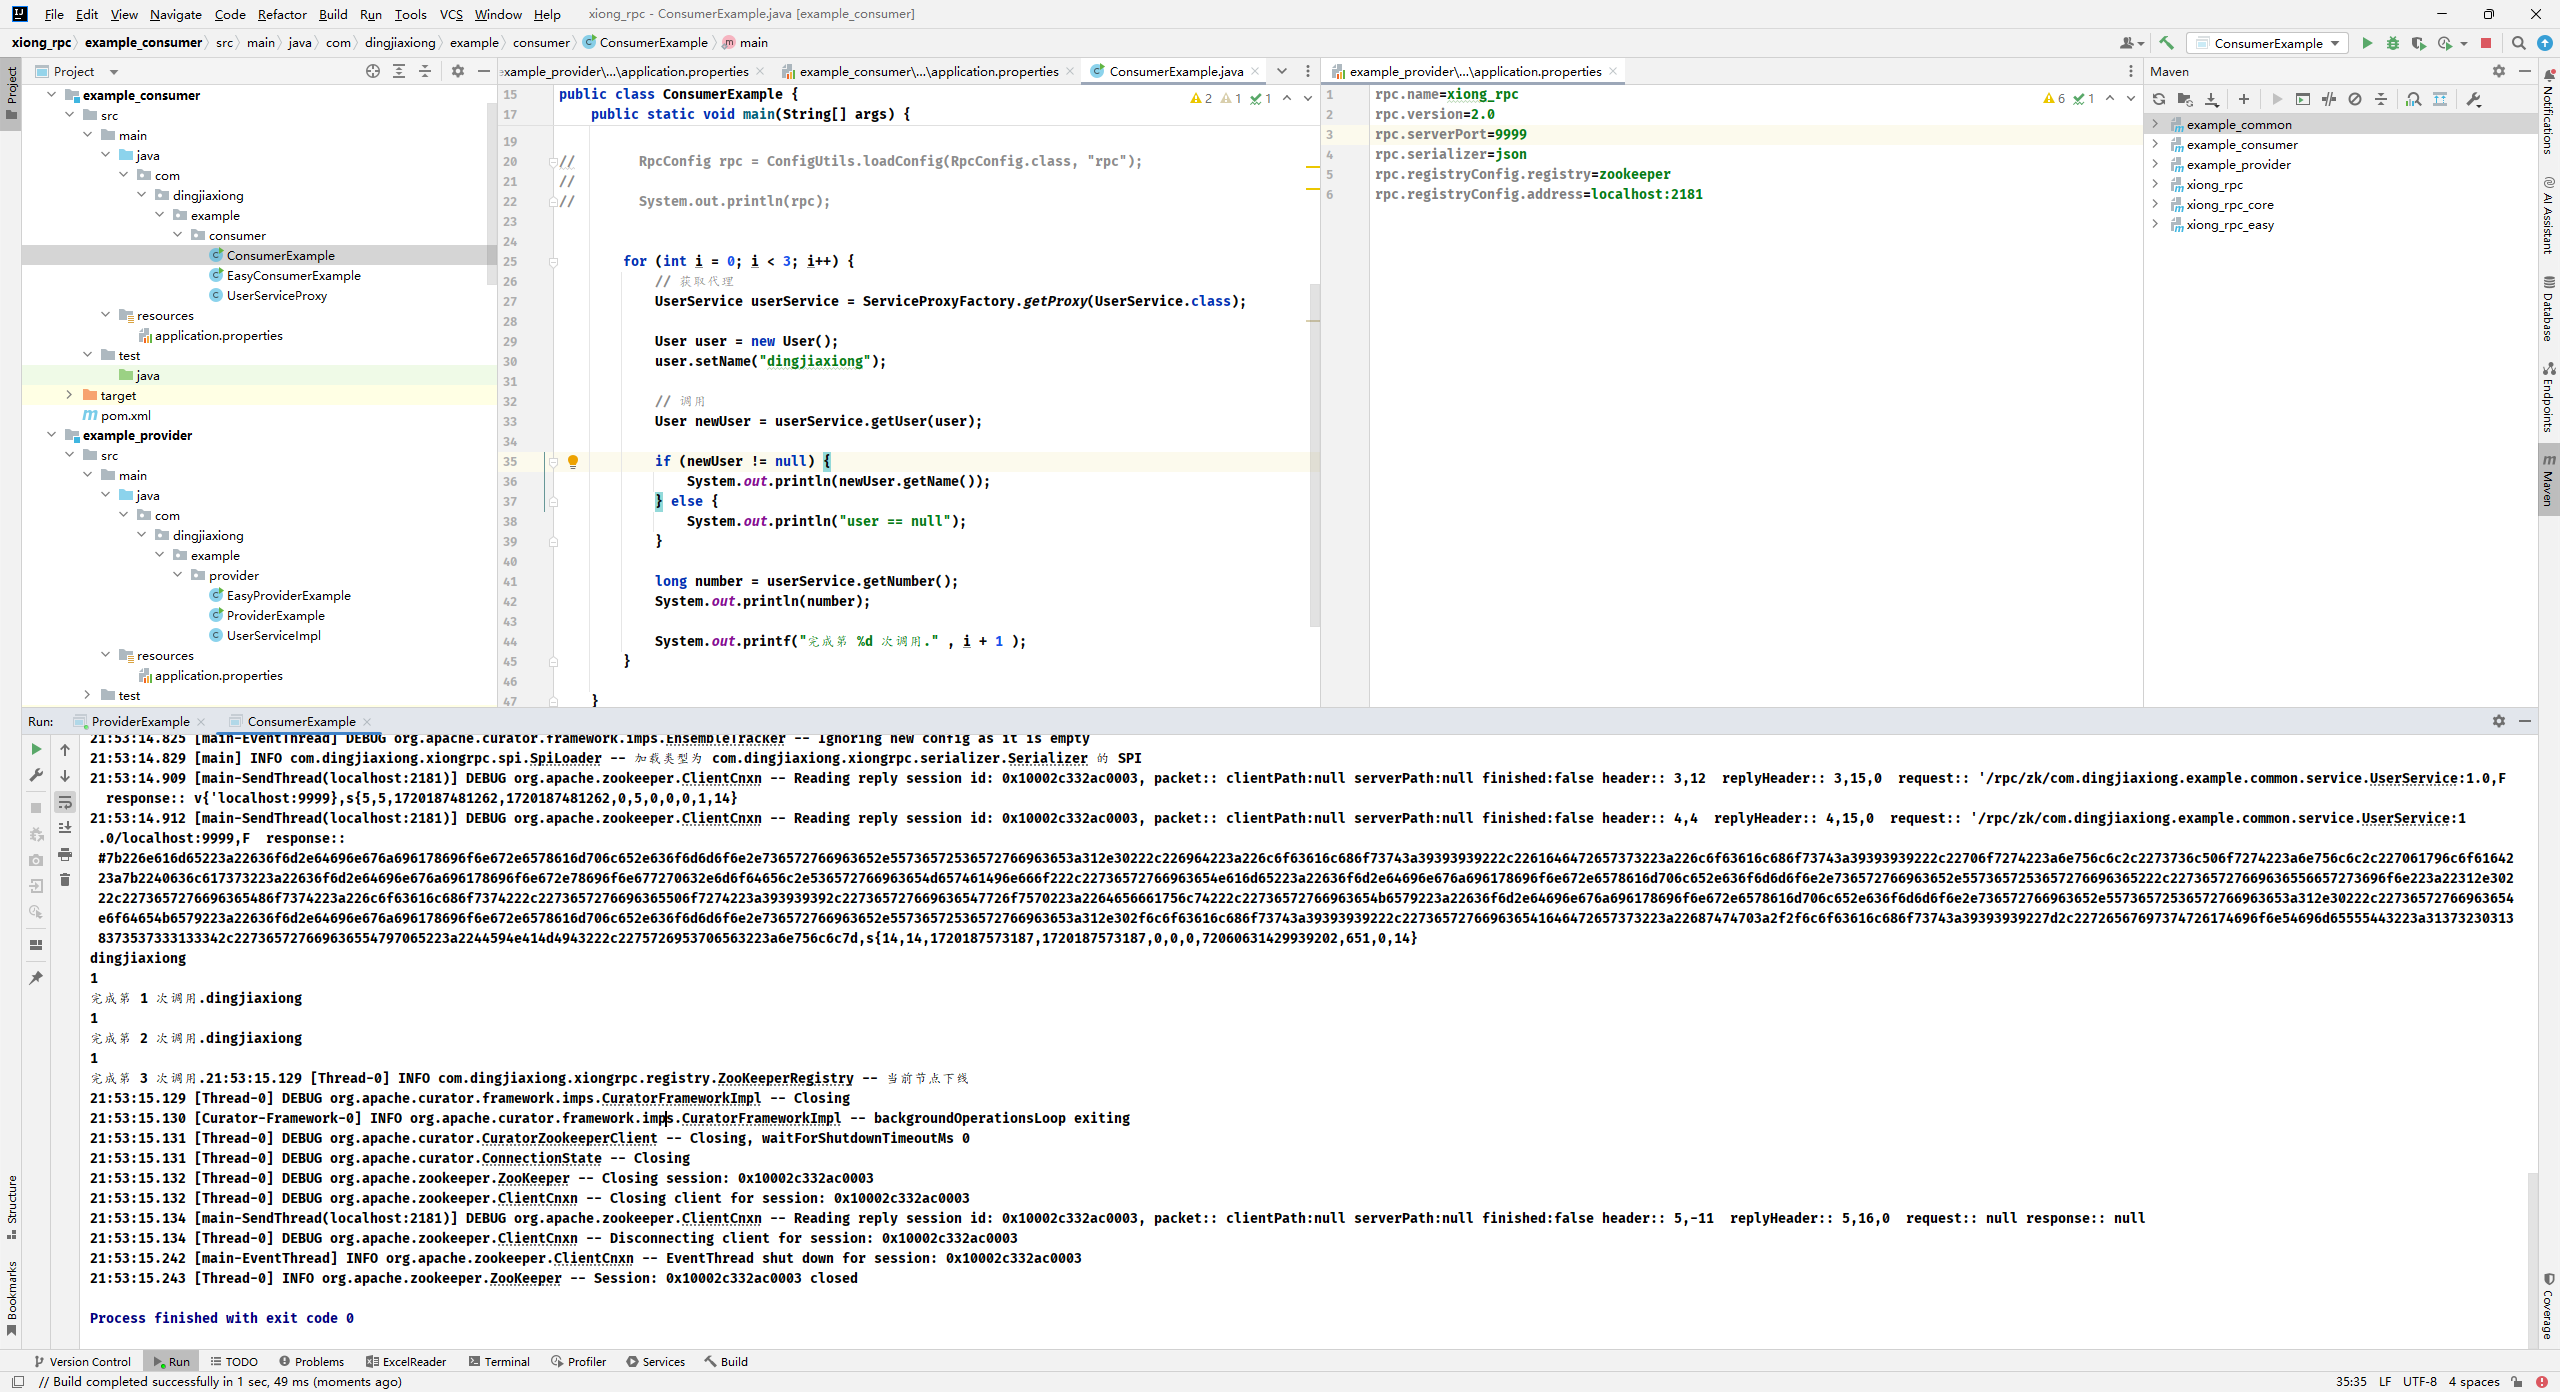 File Edit View Navigate Code Refactor Build Run Tools VCS Window Help xiong_rpc - ConsumerExample.java [example_consumer]
xiong_rpc example_consumer src main java com dingjiaxiong example consumer ConsumerExample main
ConsumerExample
Project
example_consumer
src
main
java
com
dingjiaxiong
example
consumer
ConsumerExample
EasyConsumerExample
UserServiceProxy
resources
application.properties
test
java
target
pom.xml
example_provider
src
main
java
com
dingjiaxiong
example
provider
EasyProviderExample
ProviderExample
UserServiceImpl
resources
application.properties
test
example_provider\...\application.properties example_consumer\...\application.properties ConsumerExample.java
2 1 1
15 public class ConsumerExample {
17 public static void main(String[] args) {
19
20 // RpcConfig rpc = ConfigUtils.loadConfig(RpcConfig.class, "rpc");
21 //
22 // System.out.println(rpc);
23
24
25 for (int i = 0; i < 3; i++) {
26 // 获取代理
27 UserService userService = ServiceProxyFactory.getProxy(UserService.class);
28
29 User user = new User();
30 user.setName("dingjiaxiong");
31
32 // 调用
33 User newUser = userService.getUser(user);
34
35 if (newUser != null) {
36 System.out.println(newUser.getName());
37 } else {
38 System.out.println("user == null");
39 }
40
41 long number = userService.getNumber();
42 System.out.println(number);
43
44 System.out.printf("完成第 %d 次调用." , i + 1 );
45 }
46
47 }
example_provider\...\application.properties
6 1
1 rpc.name=xiong_rpc
2 rpc.version=2.0
3 rpc.serverPort=9999
4 rpc.serializer=json
5 rpc.registryConfig.registry=zookeeper
6 rpc.registryConfig.address=localhost:2181
Maven
example_common
example_consumer
example_provider
xiong_rpc
xiong_rpc_core
xiong_rpc_easy
Project
Structure
Bookmarks
Notifications
AI Assistant
Database
Endpoints
Maven
Coverage
Run: ProviderExample ConsumerExample
21:53:14.825 [main-EventThread] DEBUG org.apache.curator.framework.imps.EnsembleTracker -- Ignoring new config as it is empty
21:53:14.829 [main] INFO com.dingjiaxiong.xiongrpc.spi.SpiLoader -- 加载类型为 com.dingjiaxiong.xiongrpc.serializer.Serializer 的 SPI
21:53:14.909 [main-SendThread(localhost:2181)] DEBUG org.apache.zookeeper.ClientCnxn -- Reading reply session id: 0x10002c332ac0003, packet:: clientPath:null serverPath:null finished:false header:: 3,12 replyHeader:: 3,15,0 request:: '/rpc/zk/com.dingjiaxiong.example.common.service.UserService:1.0,F
response:: v{'localhost:9999},s{5,5,1720187481262,1720187481262,0,5,0,0,0,1,14}
21:53:14.912 [main-SendThread(localhost:2181)] DEBUG org.apache.zookeeper.ClientCnxn -- Reading reply session id: 0x10002c332ac0003, packet:: clientPath:null serverPath:null finished:false header:: 4,4 replyHeader:: 4,15,0 request:: '/rpc/zk/com.dingjiaxiong.example.common.service.UserService:1
.0/localhost:9999,F response::
8373537333133342c227365727669636554797065223a2244594e414d4943222c2275726953706563223a6e756c6c7d,s{14,14,1720187573187,1720187573187,0,0,0,72060631429939202,651,0,14}
dingjiaxiong
1
完成第 1 次调用.dingjiaxiong
1
完成第 2 次调用.dingjiaxiong
1
完成第 3 次调用.21:53:15.129 [Thread-0] INFO com.dingjiaxiong.xiongrpc.registry.ZooKeeperRegistry -- 当前节点下线
21:53:15.129 [Thread-0] DEBUG org.apache.curator.framework.imps.CuratorFrameworkImpl -- Closing
21:53:15.130 [Curator-Framework-0] INFO org.apache.curator.framework.imps.CuratorFrameworkImpl -- backgroundOperationsLoop exiting
21:53:15.131 [Thread-0] DEBUG org.apache.curator.CuratorZookeeperClient -- Closing, waitForShutdownTimeoutMs 0
21:53:15.131 [Thread-0] DEBUG org.apache.curator.ConnectionState -- Closing
21:53:15.132 [Thread-0] DEBUG org.apache.zookeeper.ZooKeeper -- Closing session: 0x10002c332ac0003
21:53:15.132 [Thread-0] DEBUG org.apache.zookeeper.ClientCnxn -- Closing client for session: 0x10002c332ac0003
21:53:15.134 [main-SendThread(localhost:2181)] DEBUG org.apache.zookeeper.ClientCnxn -- Reading reply session id: 0x10002c332ac0003, packet:: clientPath:null serverPath:null finished:false header:: 5,-11 replyHeader:: 5,16,0 request:: null response:: null
21:53:15.134 [Thread-0] DEBUG org.apache.zookeeper.ClientCnxn -- Disconnecting client for session: 0x10002c332ac0003
21:53:15.242 [main-EventThread] INFO org.apache.zookeeper.ClientCnxn -- EventThread shut down for session: 0x10002c332ac0003
21:53:15.243 [Thread-0] INFO org.apache.zookeeper.ZooKeeper -- Session: 0x10002c332ac0003 closed
Process finished with exit code 0
Version Control Run TODO Problems ExcelReader Terminal Profiler Services Build
// Build completed successfully in 1 sec, 49 ms (moments ago) 35:35 LF UTF-8 4 spaces